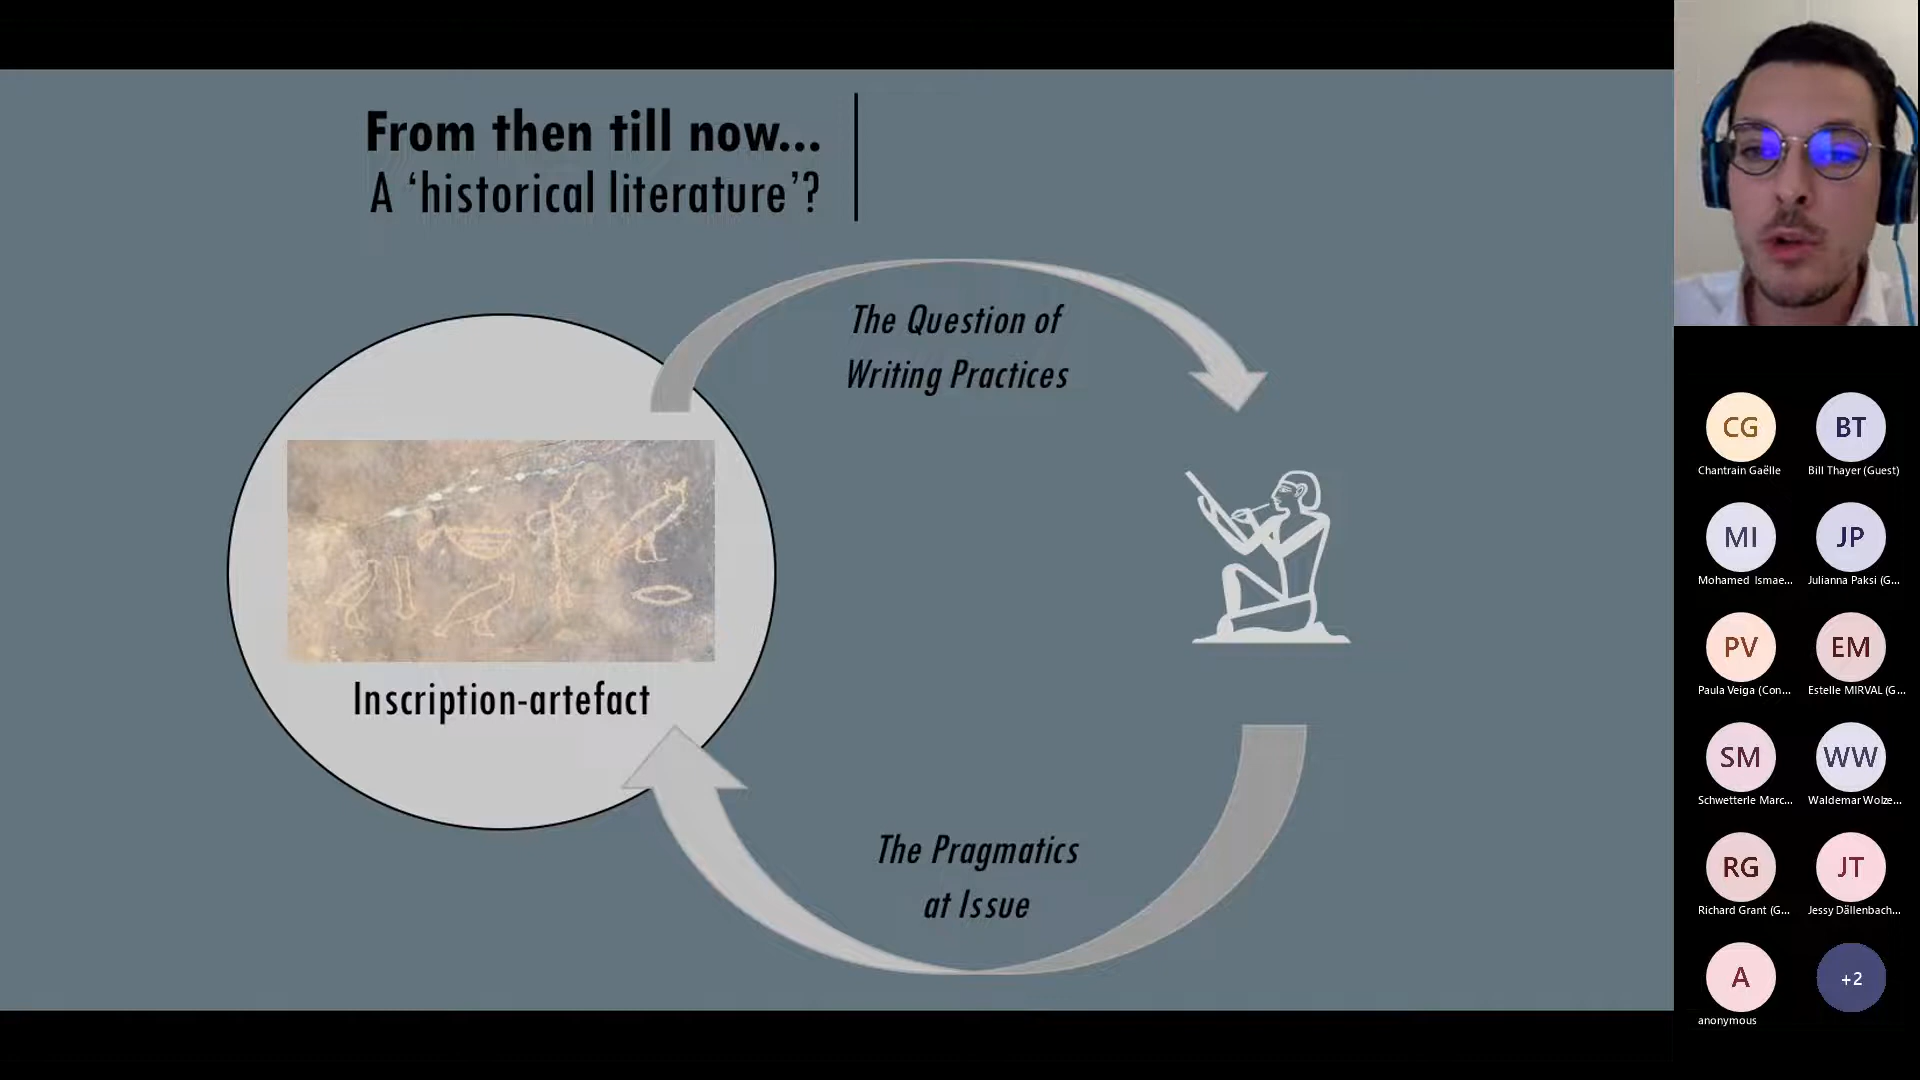 From then till now...
A ‘historical literature’?
The Question of
Writing Practices
Inscription-artefact
The Pragmatics
at Issue
CG
BT
Chantrain Gaëlle
Bill Thayer (Guest)
MI
JP
Mohamed Ismae...
Julianna Paksi (G...
PV
EM
Paula Veiga (Con...
Estelle MIRVAL (G...
SM
WW
Schwetterle Marc...
Waldemar Wolze...
RG
JT
Richard Grant (G...
Jessy Dällenbach...
A
+2
anonymous